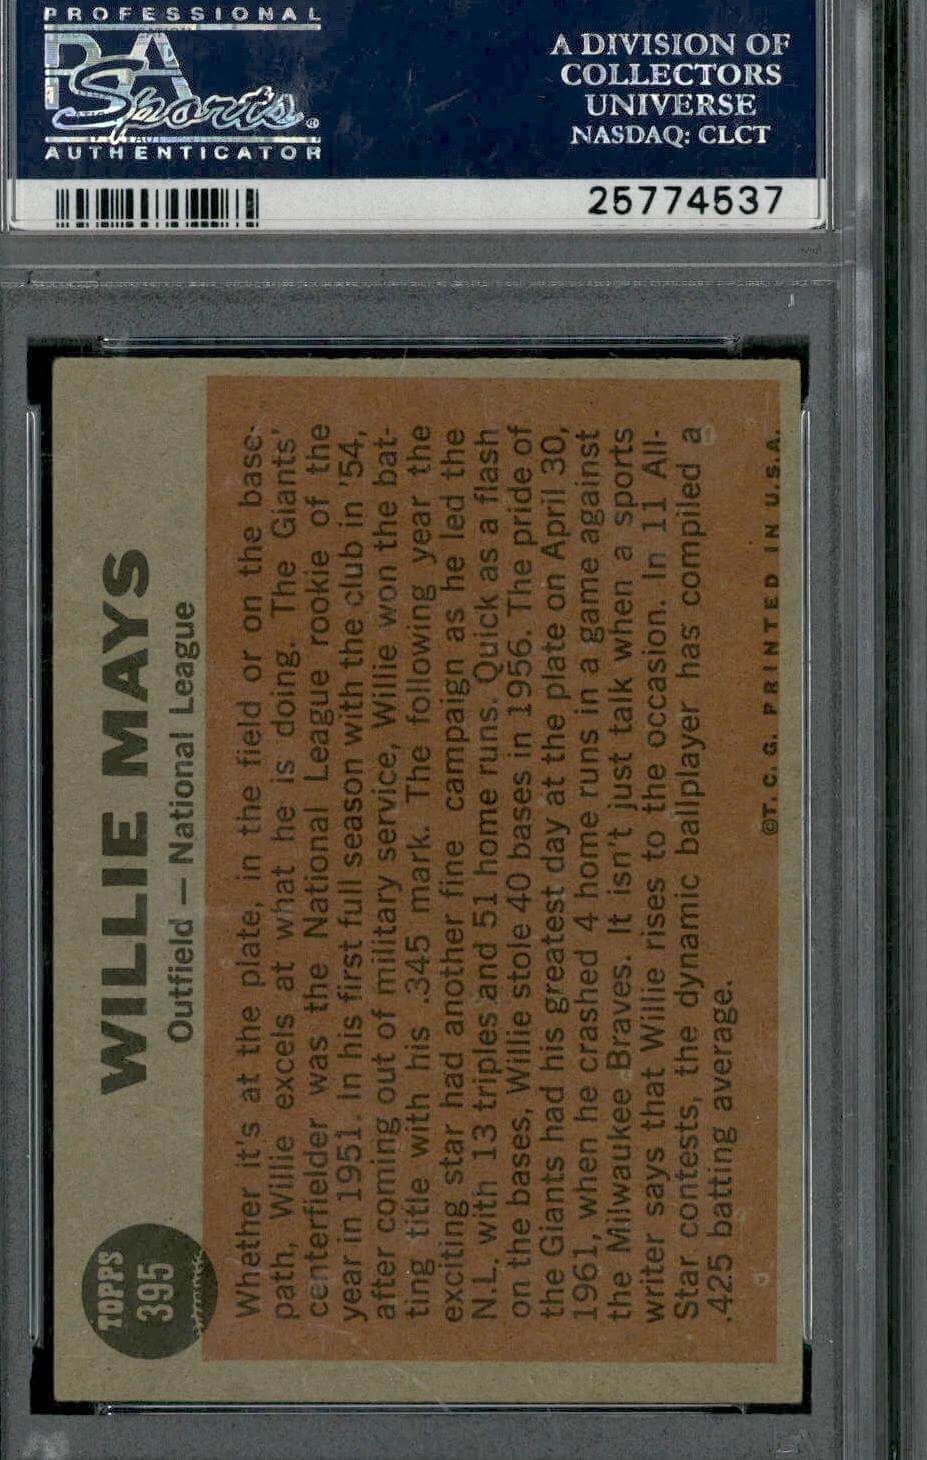 PROFESSIONAL
PSA
Sports®
AUTHENTICATOR
A DIVISION OF
COLLECTORS
UNIVERSE
NASDAQ: CLCT
25774537
TOPPS
395
WILLIE MAYS
Outfield — National League
Whether it's at the plate, in the field or on the base-
path, Willie excels at what he is doing. The Giants'
centerfielder was the National League rookie of the
year in 1951. In his first full season with the club in '54,
after coming out of military service, Willie won the bat-
ting title with his .345 mark. The following year the
exciting star had another fine campaign as he led the
N.L. with 13 triples and 51 home runs. Quick as a flash
on the bases, Willie stole 40 bases in 1956. The pride of
the Giants had his greatest day at the plate on April 30,
1961, when he crashed 4 home runs in a game against
the Milwaukee Braves. It isn't just talk when a sports
writer says that Willie rises to the occasion. In 11 All-
Star contests, the dynamic ballplayer has compiled a
.425 batting average.
©T. C. G. PRINTED IN U.S.A.